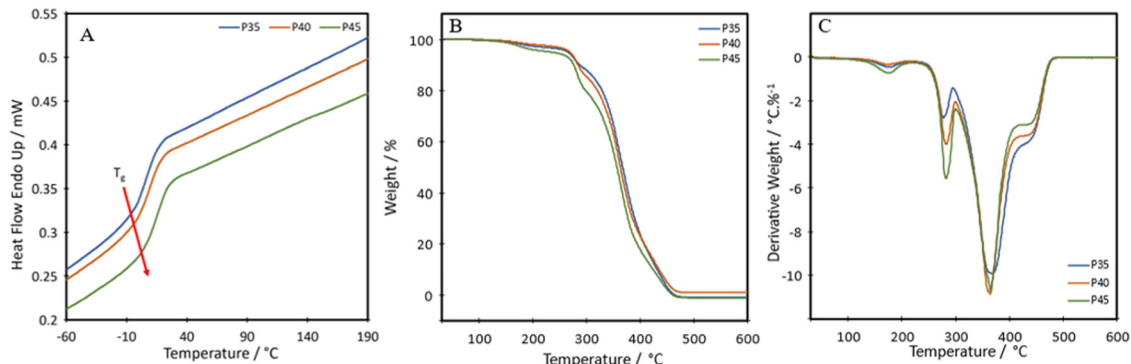 A
P35 P40 P45
0.55
0.5
0.45
0.4
0.35
0.3
0.25
0.2
Heat Flow Endo Up / mW
Tg
-60 -10 40 90 140 190
Temperature / °C
B
P35
P40
P45
100
80
60
40
20
0
Weight / %
100 200 300 400 500 600
Temperature / °C
C
0
-2
-4
-6
-8
-10
Derivative Weight / °C.%-1
P35
P40
P45
100 200 300 400 500 600
Temperature / °C